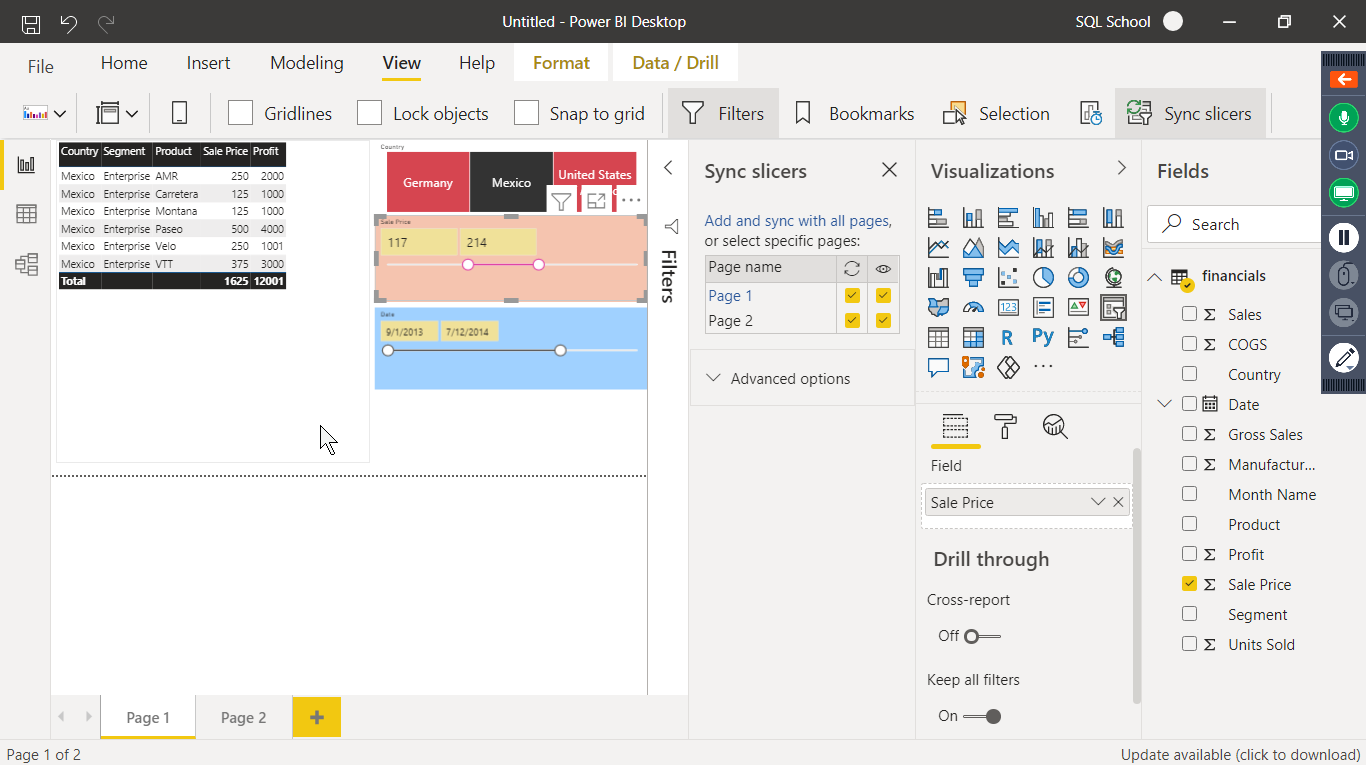 Untitled - Power BI Desktop
SQL School
File Home Insert Modeling View Help Format Data / Drill
Gridlines Lock objects Snap to grid Filters Bookmarks Selection Sync slicers
Country Segment Product Sale Price Profit
Mexico Enterprise AMR 250 2000
Mexico Enterprise Carretera 125 1000
Mexico Enterprise Montana 125 1000
Mexico Enterprise Paseo 500 4000
Mexico Enterprise Velo 250 1001
Mexico Enterprise VTT 375 3000
Total 1625 12001
Country
Germany Mexico United States
Sale Price
117 214
Date
9/1/2013 7/12/2014
Filters
Sync slicers
Add and sync with all pages,
or select specific pages:
Page name
Page 1
Page 2
Advanced options
Visualizations
123
R Py
Field
Sale Price
Drill through
Cross-report
Off
Keep all filters
On
Fields
Search
financials
Σ Sales
Σ COGS
Country
Date
Σ Gross Sales
Σ Manufactur...
Month Name
Product
Σ Profit
Σ Sale Price
Segment
Σ Units Sold
Page 1 Page 2 +
Page 1 of 2
Update available (click to download)